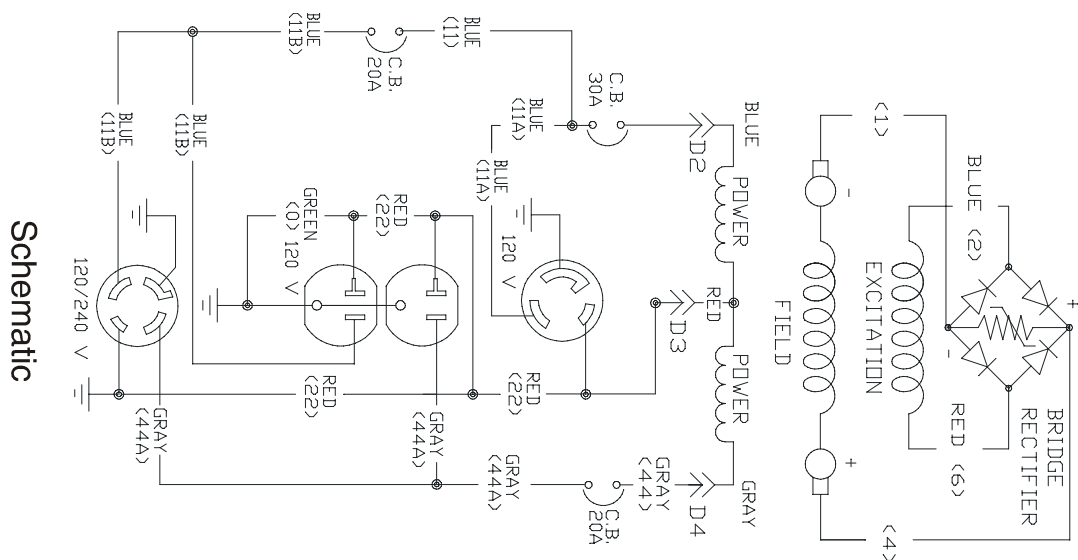 Schematic
BLUE
(11B)
BLUE
(11)
C.B.
20A
C.B.
30A
BLUE
(11A)
BLUE
(11A)
BLUE
(11B)
BLUE
(11B)
BLUE
D2
POWER
RED
D3
POWER
GRAY
D4
GREEN
(0)
120 V
RED
(22)
120 V
120/240 V
RED
(22)
RED
(22)
GRAY
(44A)
GRAY
(44A)
GRAY
(44A)
GRAY
(44)
C.B.
20A
(1)
-
FIELD
+
(4)
BLUE (2)
EXCITATION
RED (6)
+
-
BRIDGE
RECTIFIER